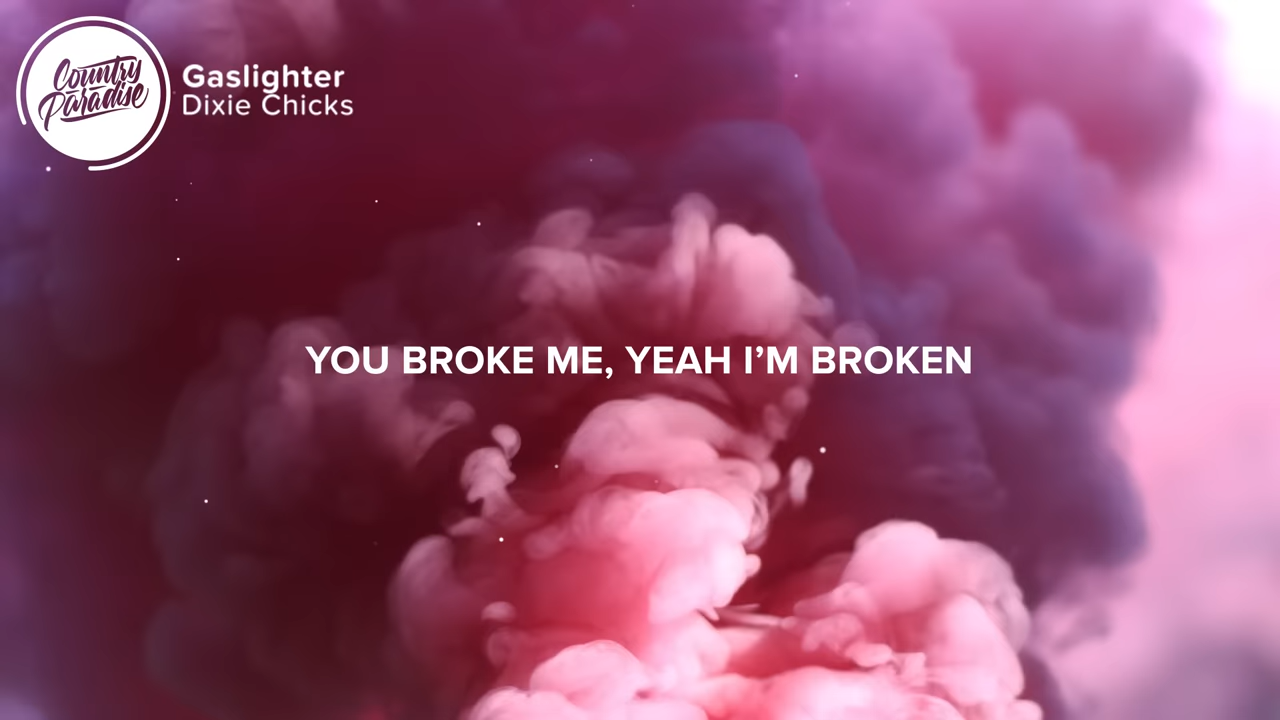 Country
Paradise
Gaslighter
Dixie Chicks
YOU BROKE ME, YEAH I’M BROKEN